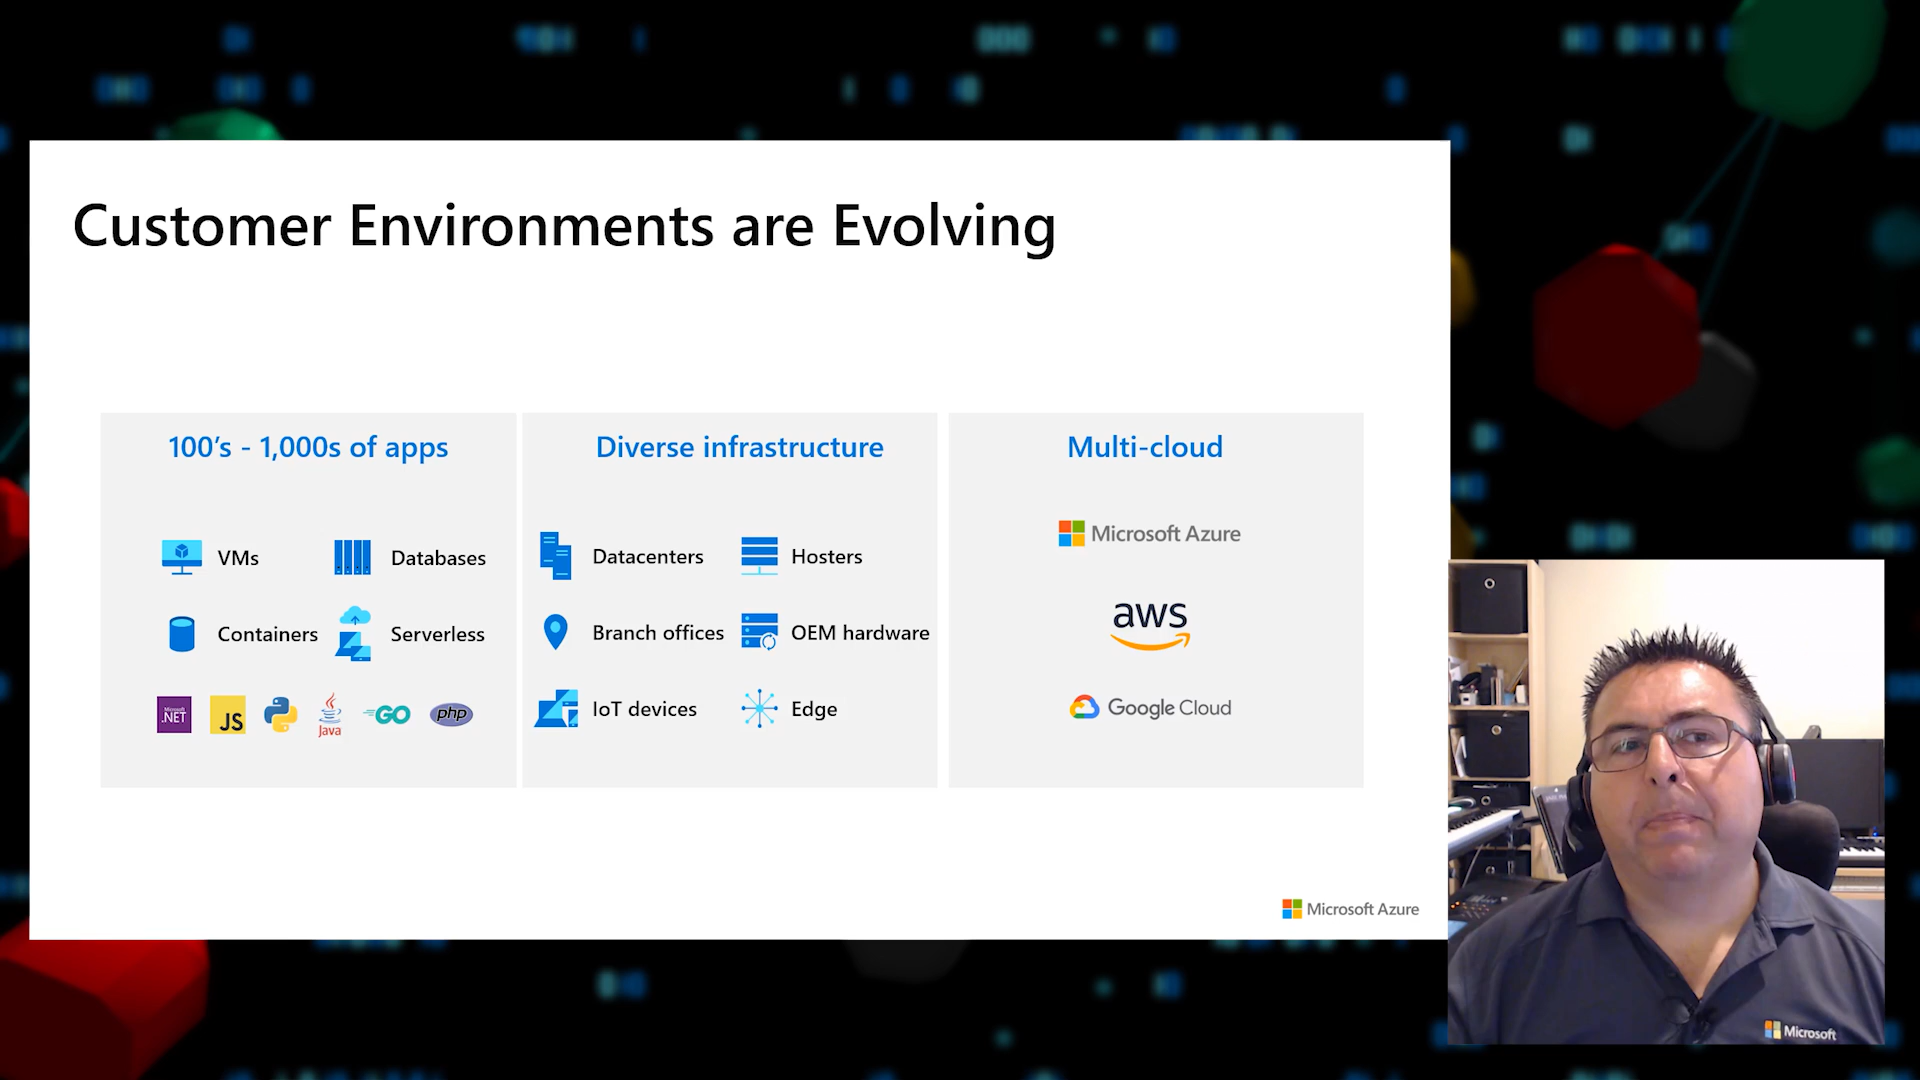 Customer Environments are Evolving
100's - 1,000s of apps
VMs
Databases
Containers
Serverless
Microsoft
.NET
JS
Java
GO
php
Diverse infrastructure
Datacenters
Hosters
Branch offices
OEM hardware
IoT devices
Edge
Multi-cloud
Microsoft Azure
aws
Google Cloud
Microsoft Azure
Microsoft